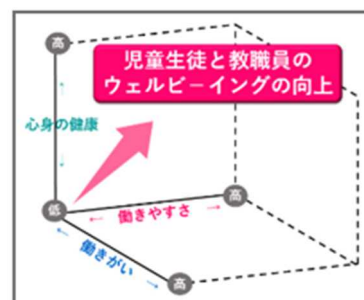 高
児童生徒と教職員の
ウェルビーイングの向上
↑
心身の健康
↓
低
高
← 働きやすさ →
← 働きがい →
高